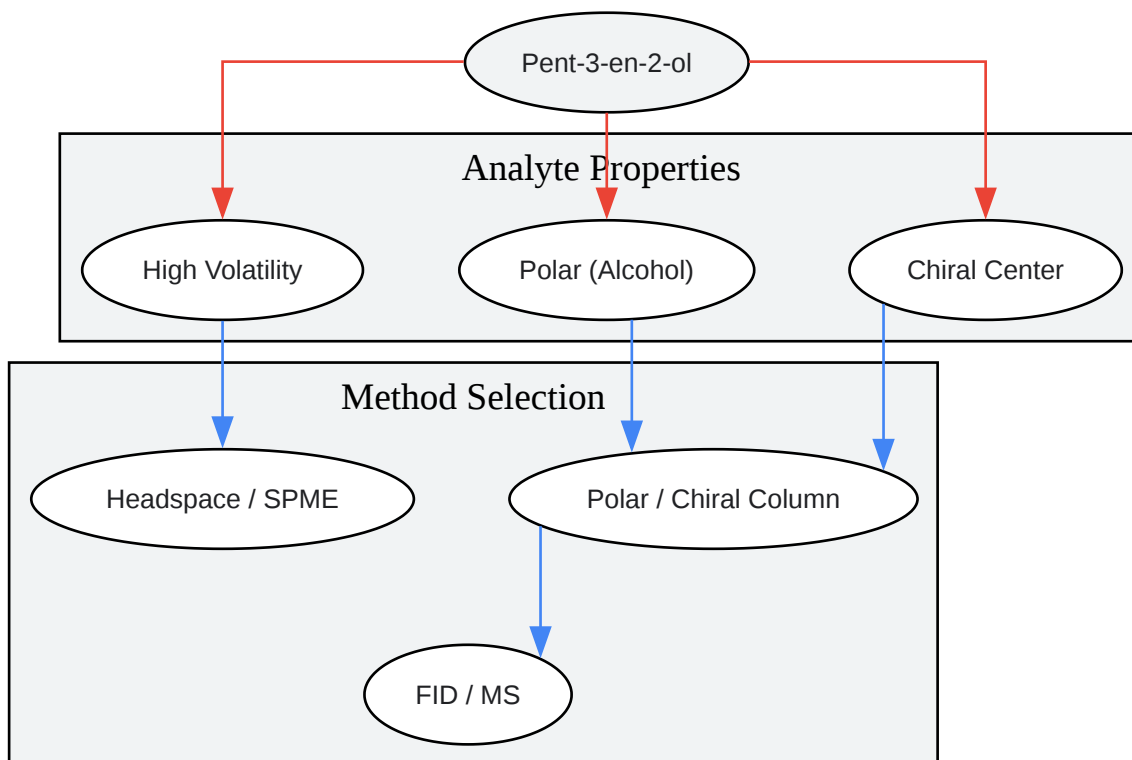 Pent-3-en-2-ol
Analyte Properties
High Volatility
Polar (Alcohol)
Chiral Center
Method Selection
Headspace / SPME
Polar / Chiral Column
FID / MS